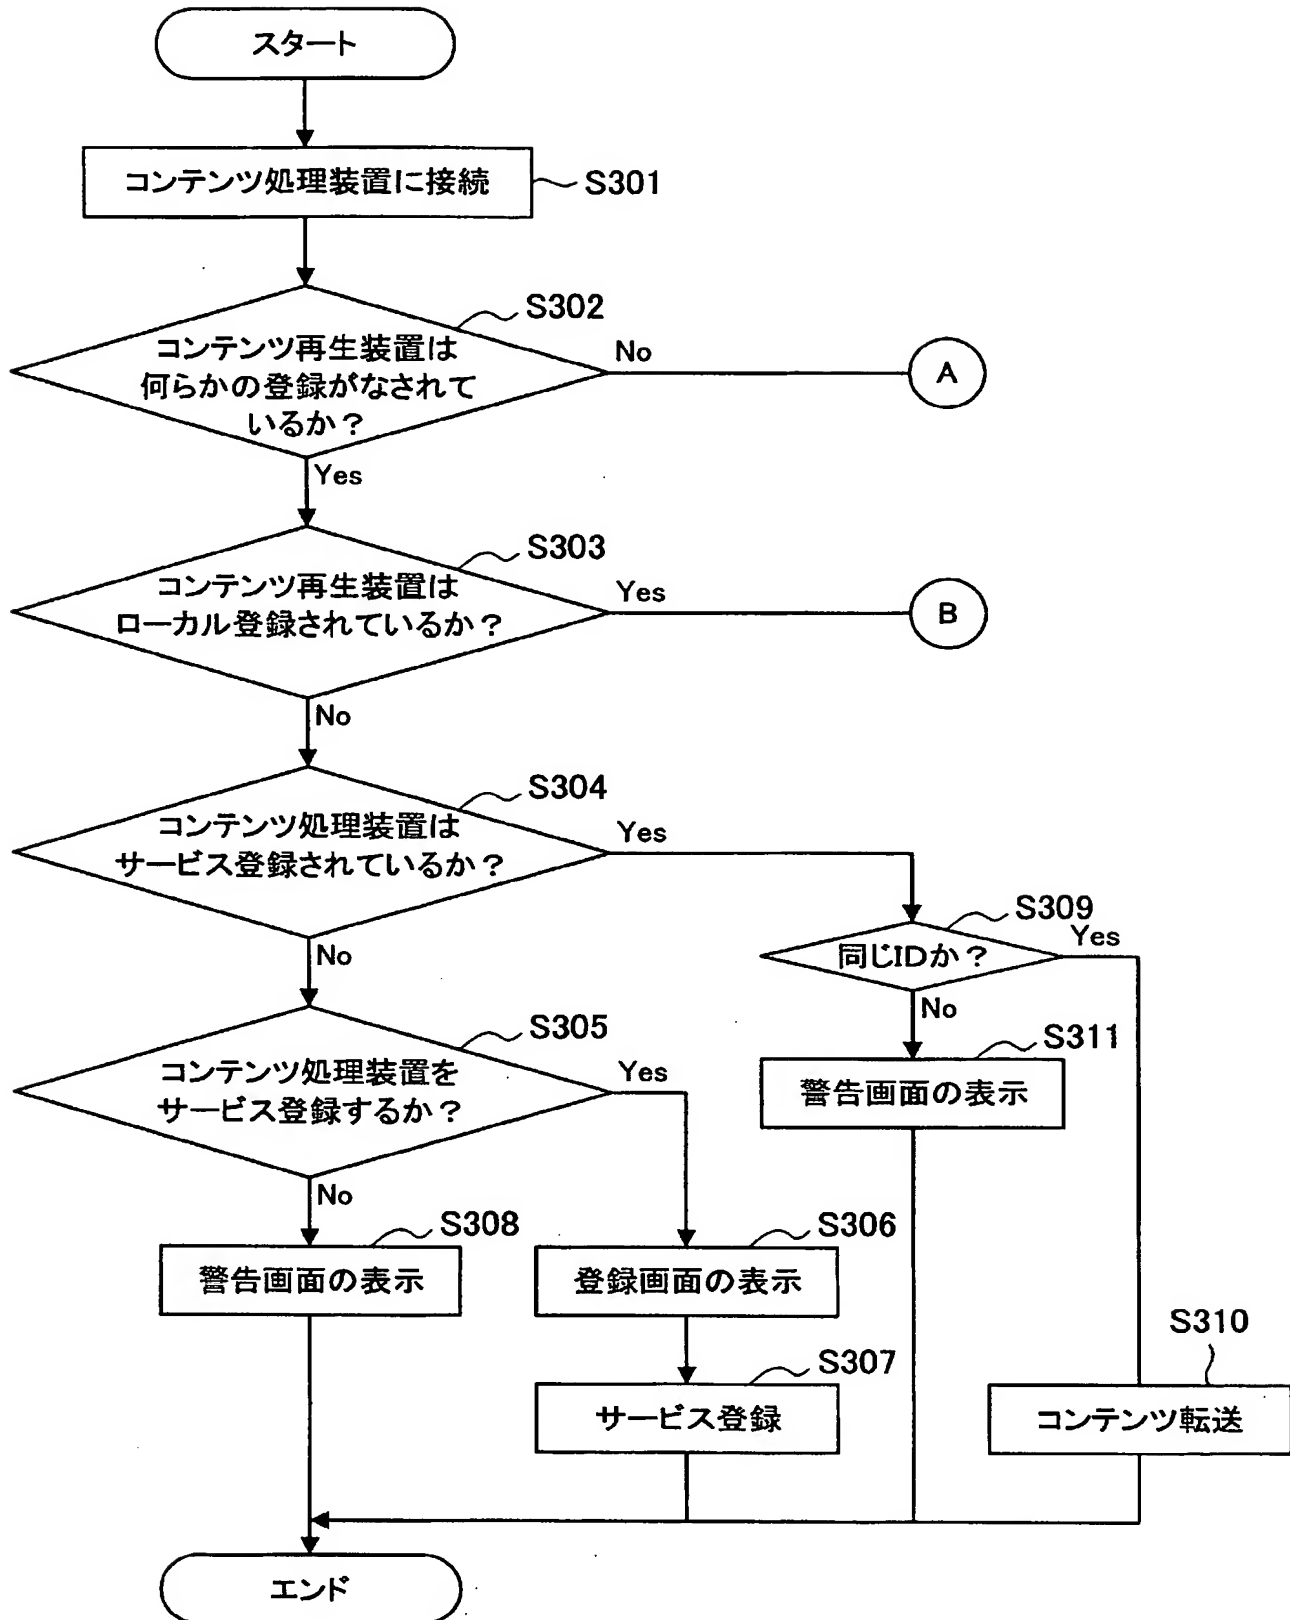 スタート
コンテンツ処理装置に接続
S301
S302
コンテンツ再生装置は
何らかの登録がなされて
いるか？
No
A
Yes
S303
コンテンツ再生装置は
ローカル登録されているか？
Yes
B
No
S304
コンテンツ処理装置は
サービス登録されているか？
Yes
No
S309
同じIDか？
Yes
No
S305
コンテンツ処理装置を
サービス登録するか？
Yes
No
S311
警告画面の表示
S308
警告画面の表示
S306
登録画面の表示
S307
サービス登録
S310
コンテンツ転送
エンド